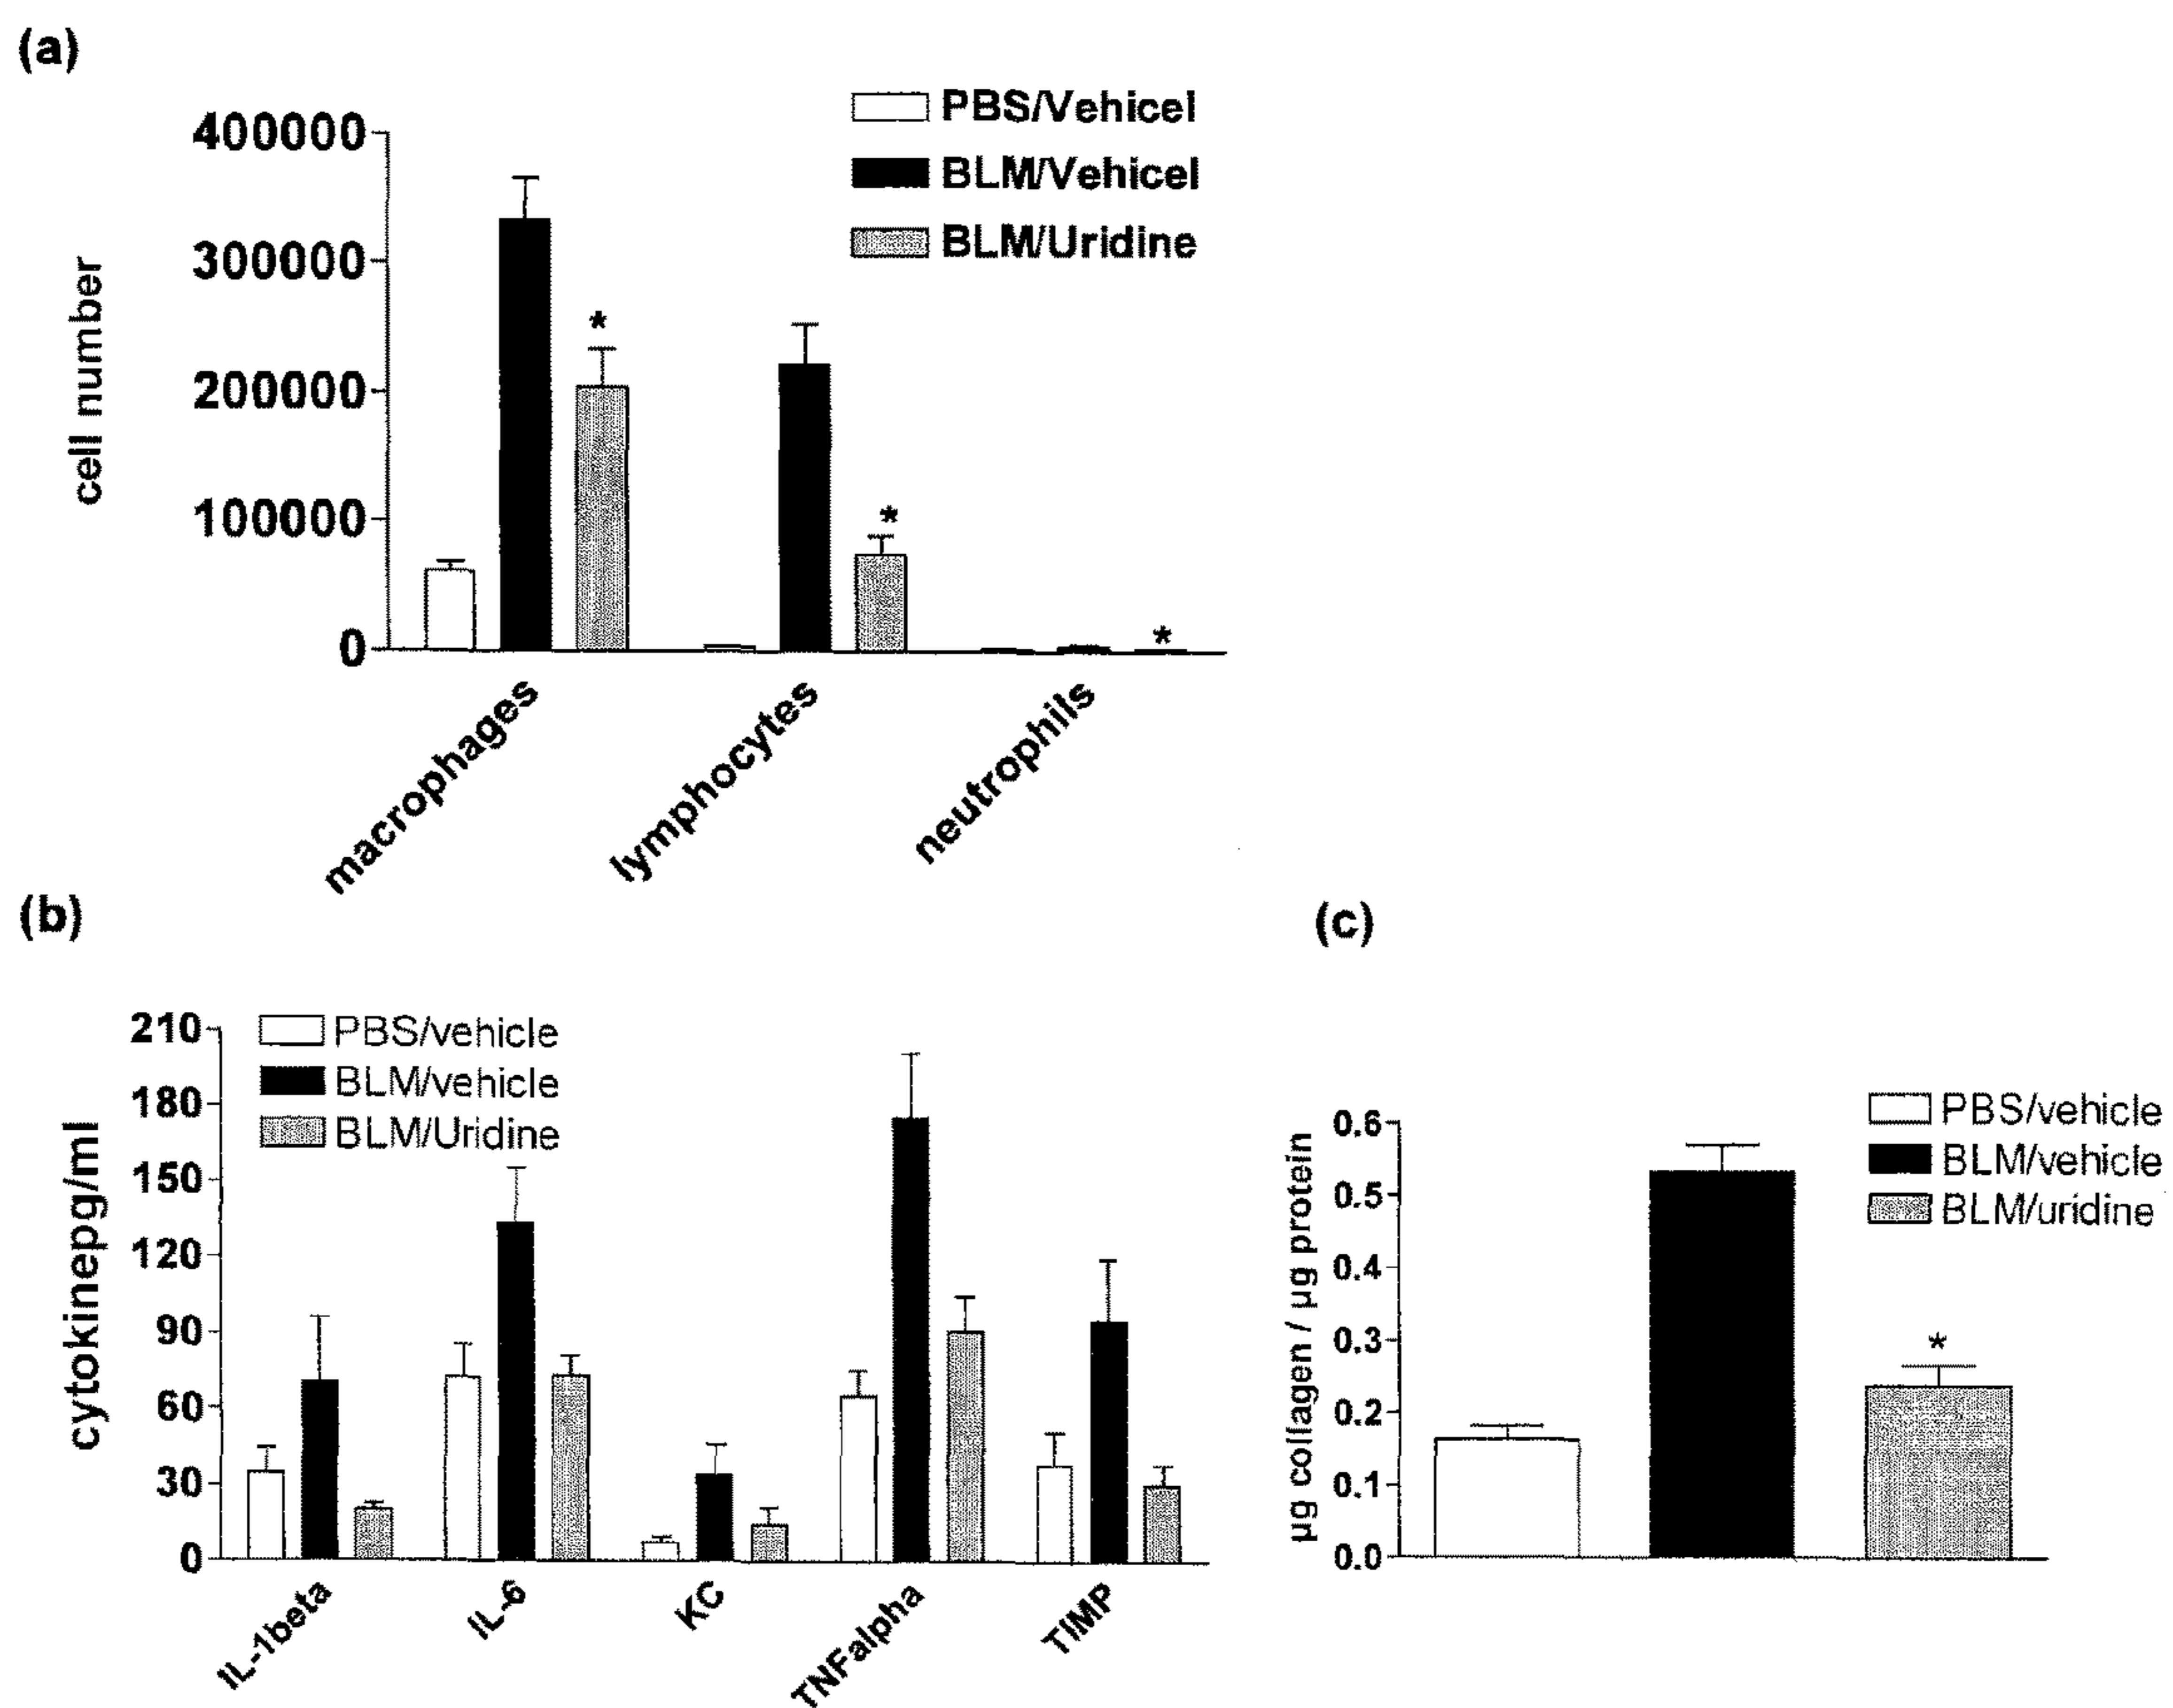 (a)
PBS/Vehicel
BLM/Vehicel
BLM/Uridine
400000
300000
200000
100000
0
cell number
*
*
*
macrophages
lymphocytes
neutrophils
(b)
PBS/vehicle
BLM/vehicle
BLM/Uridine
210
180
150
120
90
60
30
0
cytokinepg/ml
IL-1beta
IL-6
KC
TNFalpha
TIMP
(c)
PBS/vehicle
BLM/vehicle
BLM/uridine
0.6
0.5
0.4
0.3
0.2
0.1
0.0
µg collagen / µg protein
*